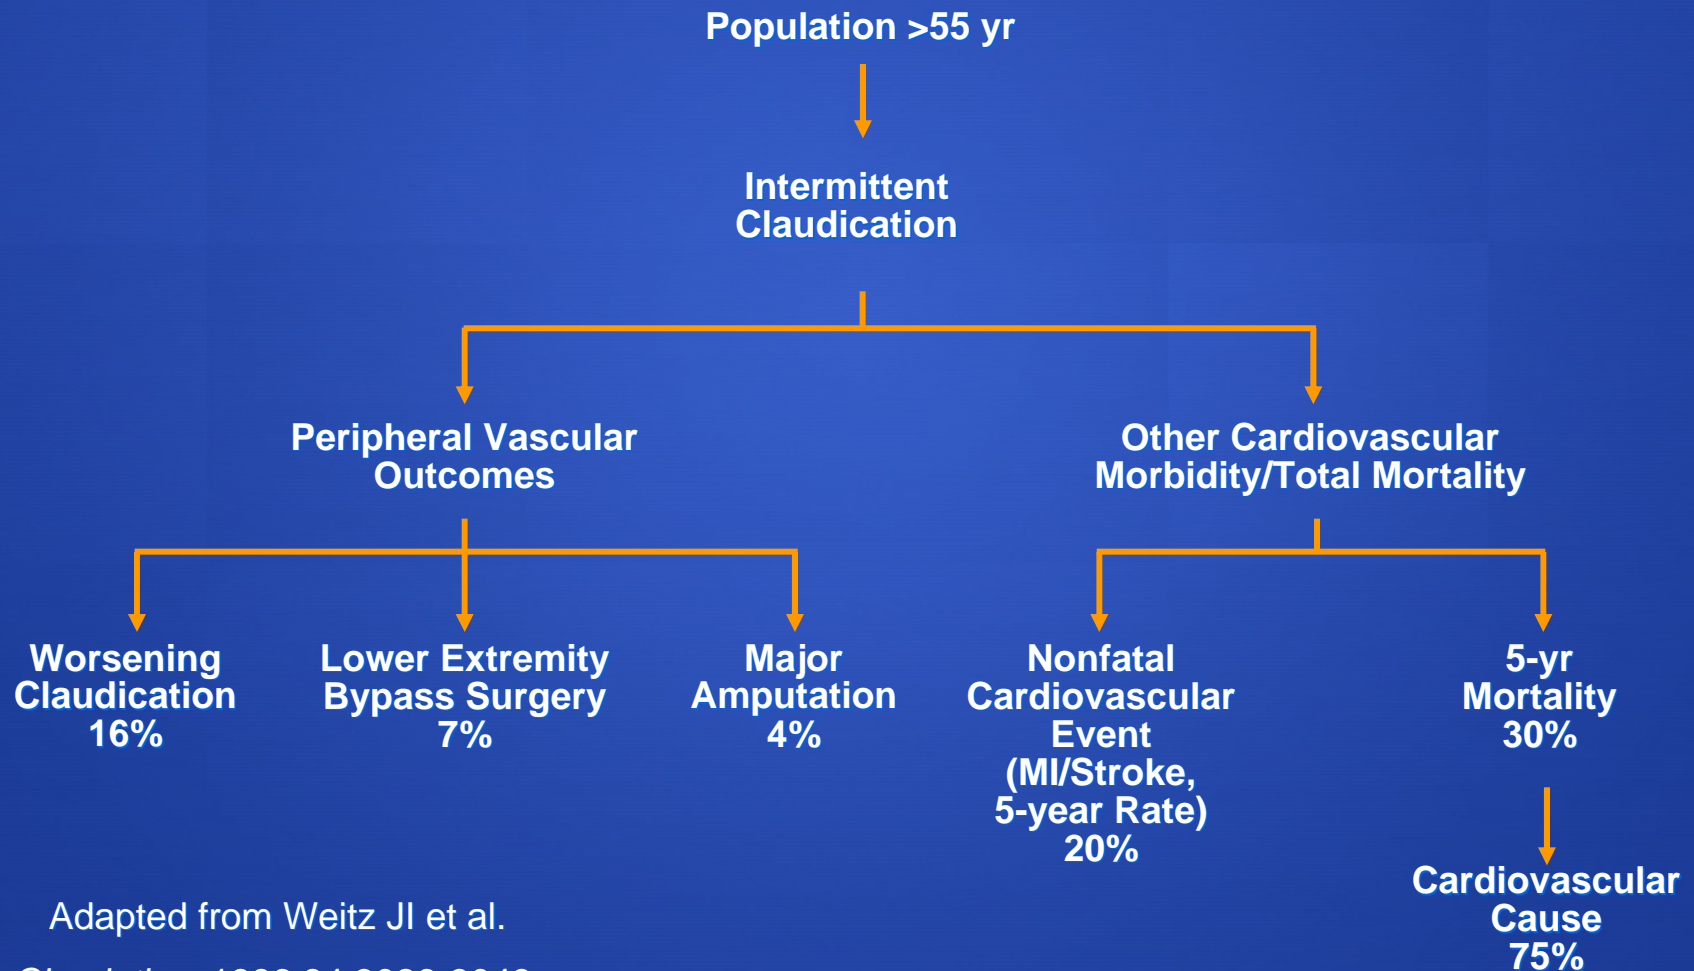 Population >55 yr
Intermittent
Claudication
Peripheral Vascular
Outcomes
Other Cardiovascular
Morbidity/Total Mortality
Worsening
Claudication
16%
Lower Extremity
Bypass Surgery
7%
Major
Amputation
4%
Nonfatal
Cardiovascular
Event
(MI/Stroke,
5-year Rate)
20%
5-yr
Mortality
30%
Cardiovascular
Cause
75%
Adapted from Weitz JI et al.